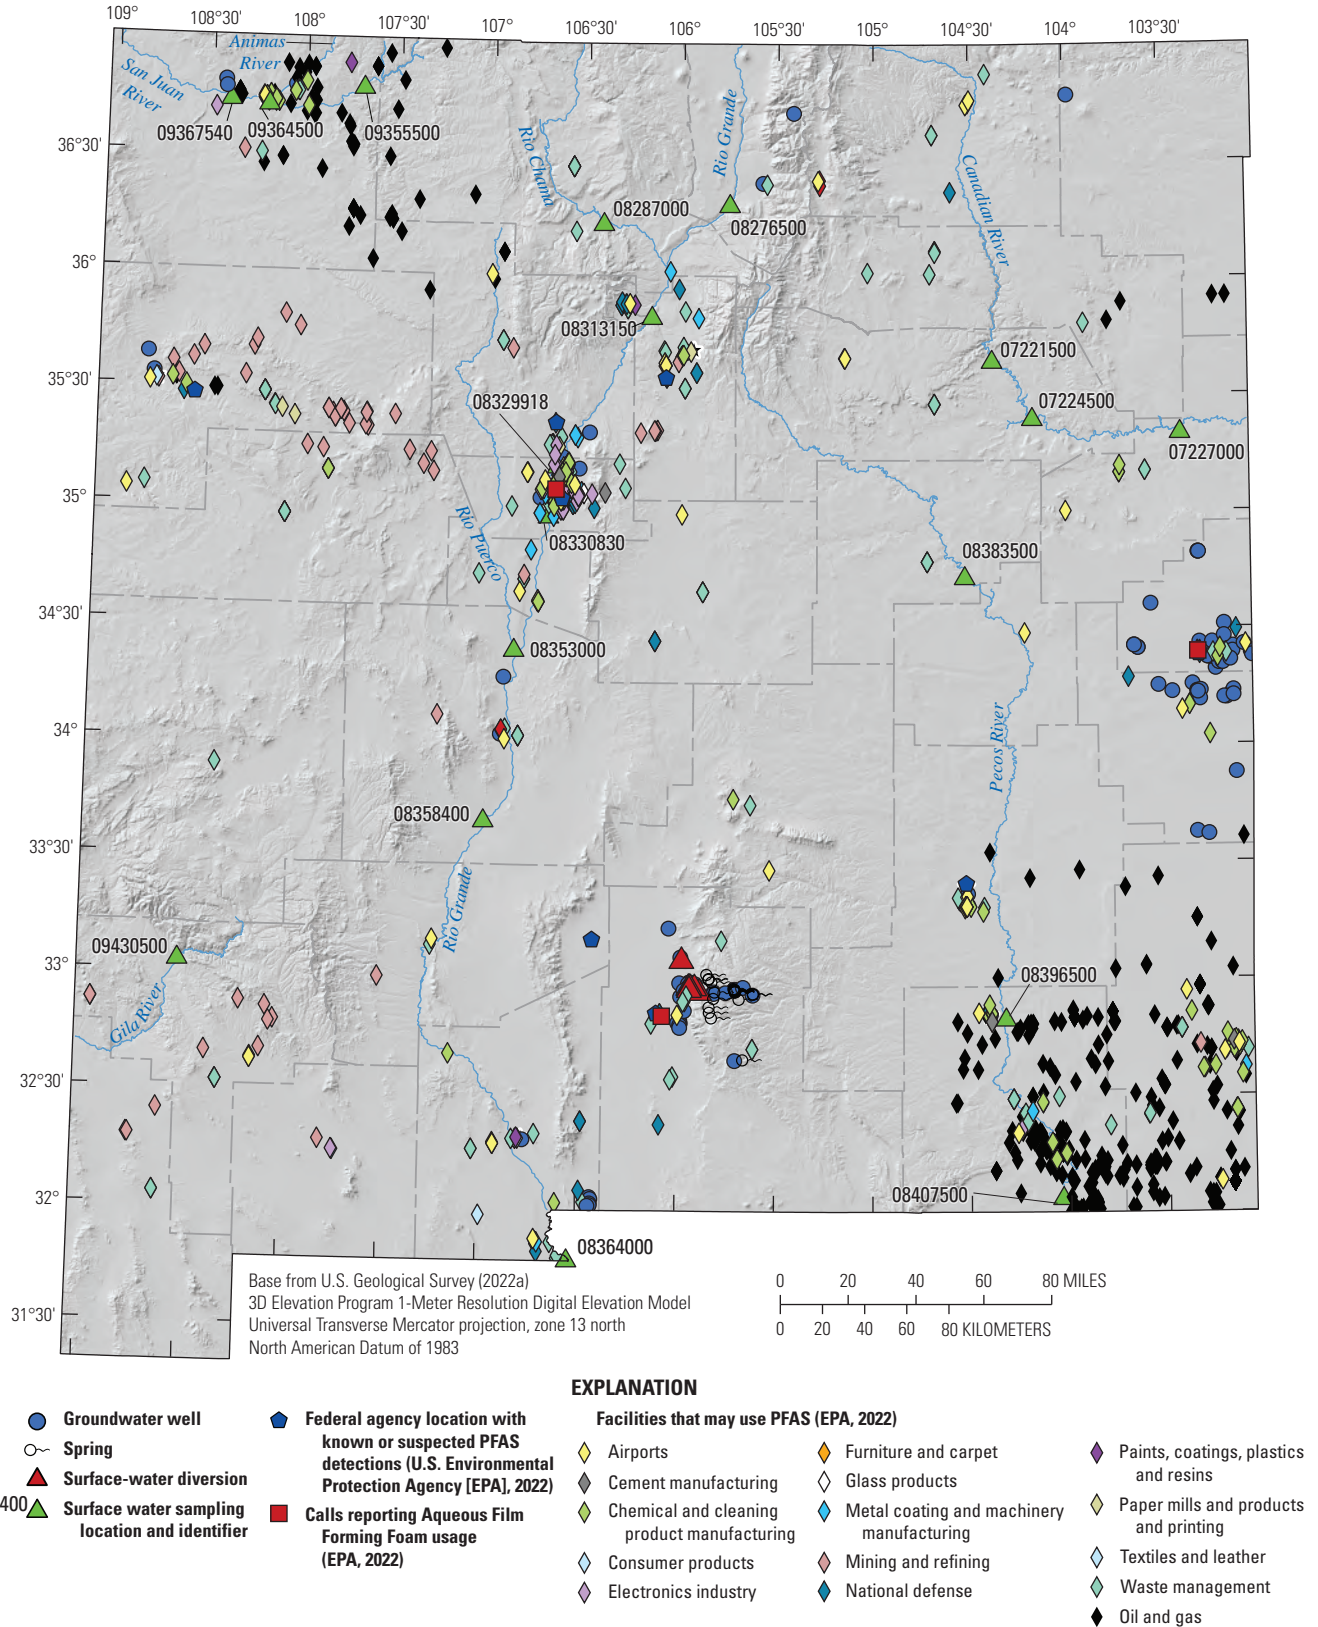 109°
108°30'
108°
107°30'
107°
106°30'
106°
105°30'
105°
104°30'
104°
103°30'
Animas
River
San Juan
River
09367540
09364500
09355500
Rio Chama
Rio Grande
Canadian River
36°30'
08287000
08276500
36°
08313150
07221500
35°30'
08329918
07224500
07227000
35°
Rio Puerco
08330830
08383500
34°30'
08353000
34°
Pecos River
08358400
33°30'
Rio Grande
09430500
33°
08396500
Gila River
32°30'
32°
08407500
08364000
31°30'
Base from U.S. Geological Survey (2022a)
3D Elevation Program 1-Meter Resolution Digital Elevation Model
Universal Transverse Mercator projection, zone 13 north
North American Datum of 1983
0 20 40 60 80 MILES
0 20 40 60 80 KILOMETERS
EXPLANATION
Groundwater well
Spring
Surface-water diversion
400
Surface water sampling
location and identifier
Federal agency location with
known or suspected PFAS
detections (U.S. Environmental
Protection Agency [EPA], 2022)
Calls reporting Aqueous Film
Forming Foam usage
(EPA, 2022)
Facilities that may use PFAS (EPA, 2022)
Airports
Cement manufacturing
Chemical and cleaning
product manufacturing
Consumer products
Electronics industry
Furniture and carpet
Glass products
Metal coating and machinery
manufacturing
Mining and refining
National defense
Paints, coatings, plastics
and resins
Paper mills and products
and printing
Textiles and leather
Waste management
Oil and gas